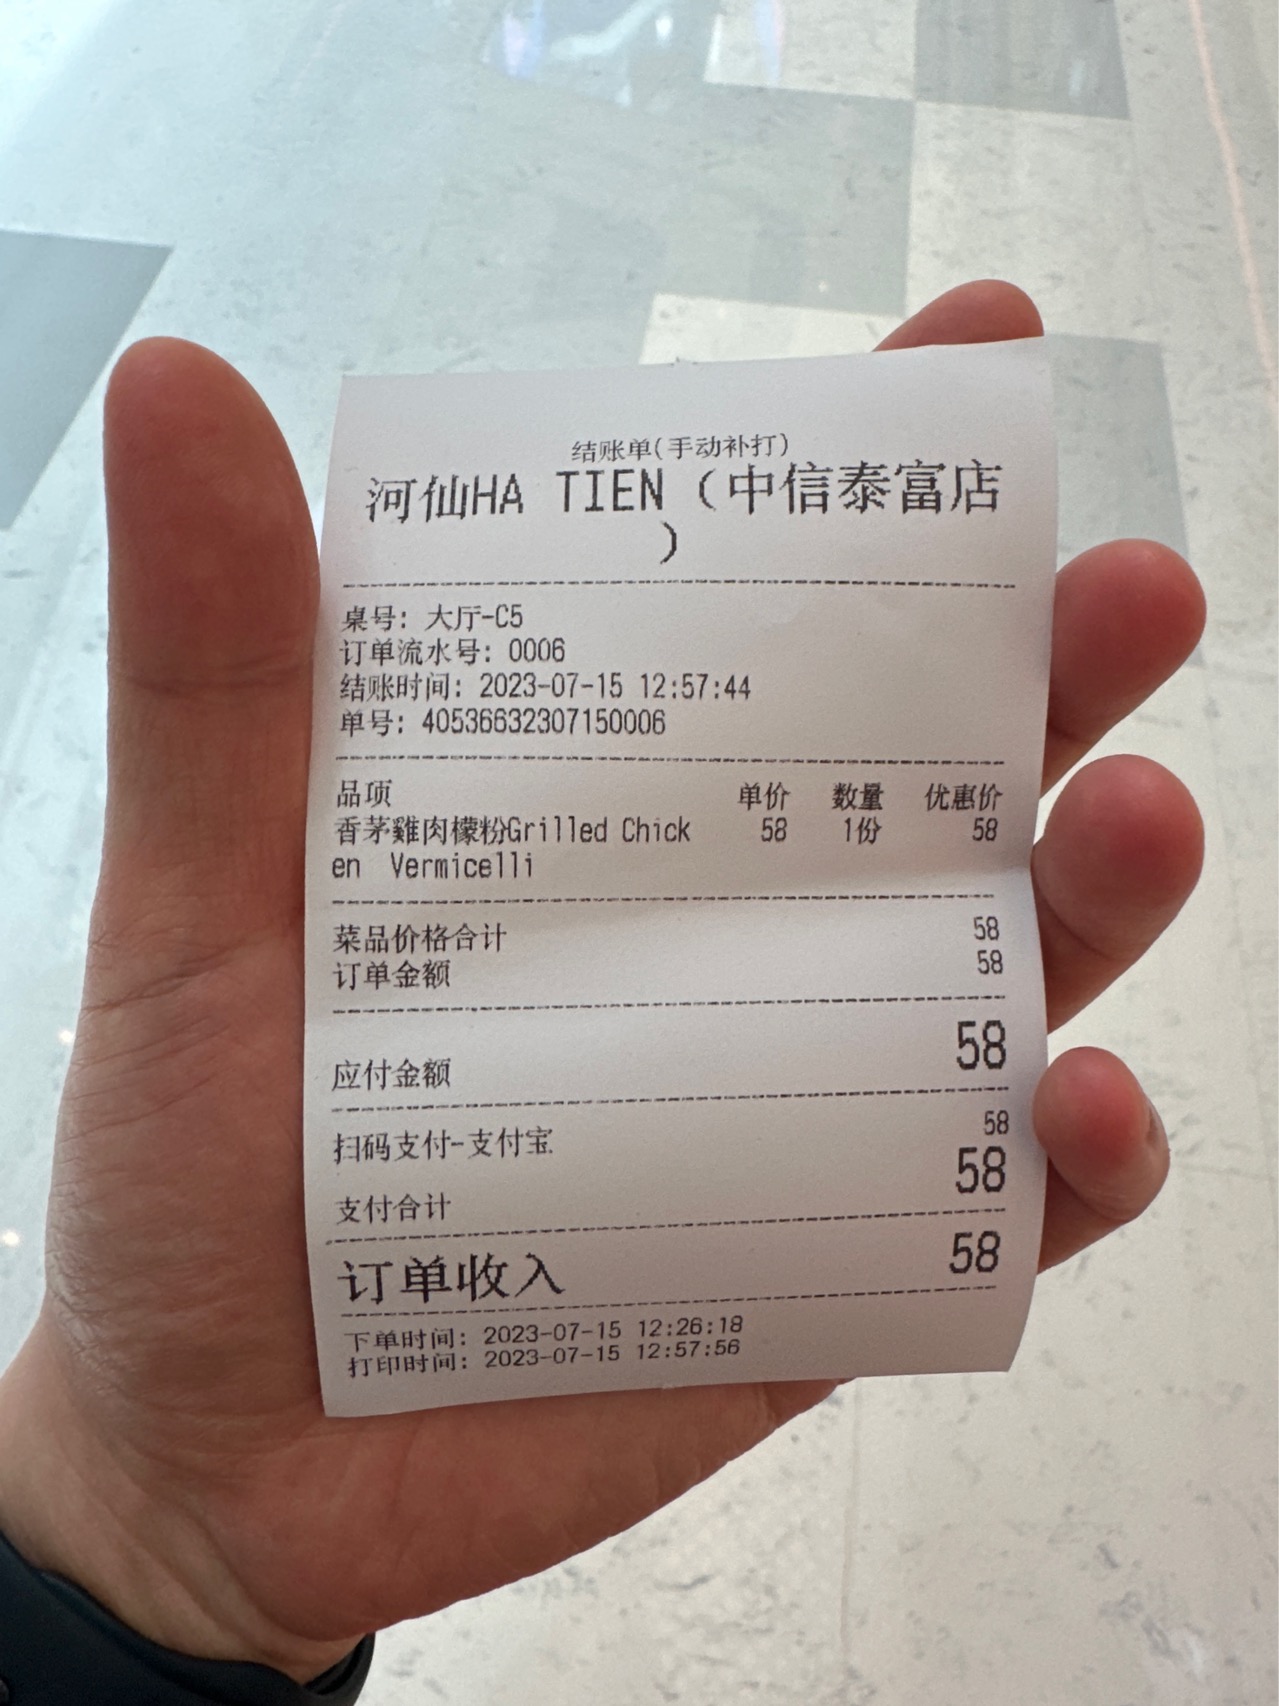 结账单(手动补打)
河仙HA TIEN（中信泰富店
）
桌号: 大厅-C5
订单流水号: 0006
结账时间: 2023-07-15 12:57:44
单号: 40536632307150006
品项 单价 数量 优惠价
香茅雞肉檬粉Grilled Chick 58 1份 58
en Vermicelli
菜品价格合计 58
订单金额 58
应付金额 58
扫码支付-支付宝 58
支付合计 58
订单收入 58
下单时间: 2023-07-15 12:26:18
打印时间: 2023-07-15 12:57:56